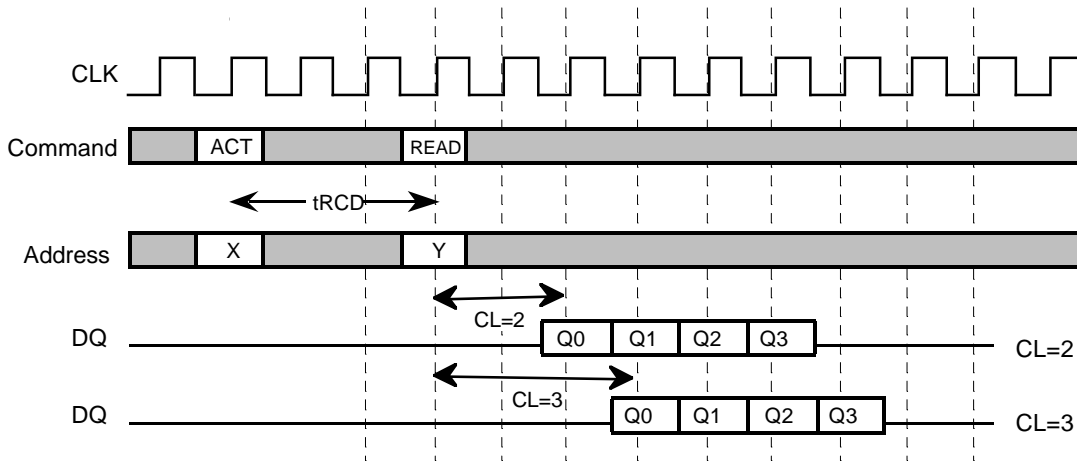 CLK
Command ACT READ
tRCD
Address X Y
CL=2
DQ Q0 Q1 Q2 Q3 CL=2
CL=3
DQ Q0 Q1 Q2 Q3 CL=3